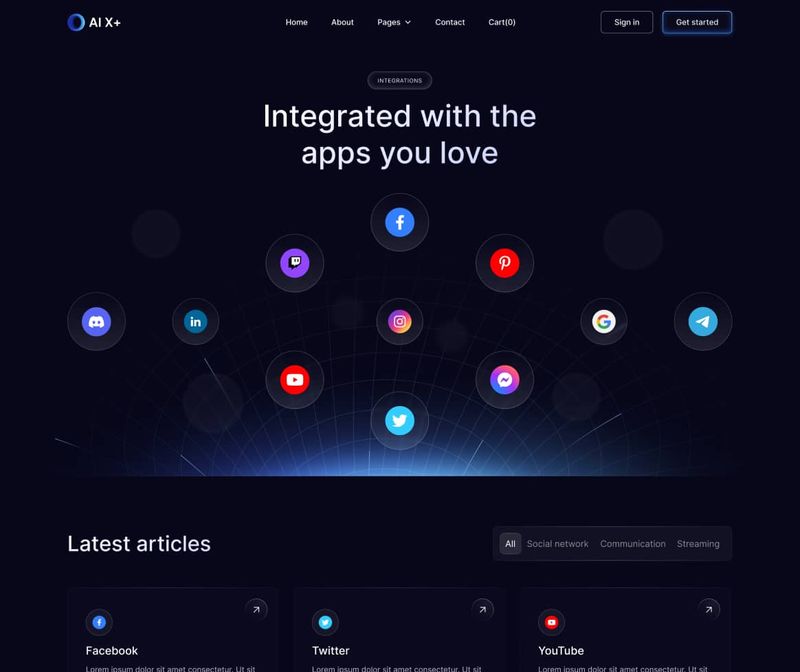 AI X+
Home About Pages Contact Cart(0)
Sign in Get started
INTEGRATIONS
Integrated with the
apps you love
in
Latest articles
All Social network Communication Streaming
Facebook Twitter YouTube
Lorem ipsum dolor sit amet consectetur. Ut sit Lorem ipsum dolor sit amet consectetur. Ut sit Lorem ipsum dolor sit amet consectetur. Ut sit